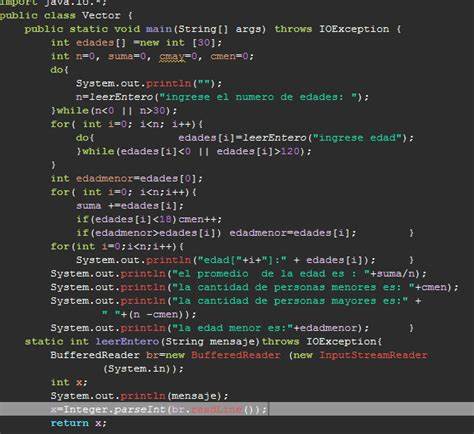 import java.io.*;
public class Vector {
public static void main(String[] args) throws IOException {
int edades[] =new int [30];
int n=0, suma=0, cmay=0, cmen=0;
do{
System.out.println("");
n=leerEntero("ingrese el numero de edades: ");
}while(n<0 || n>30);
for( int i=0; i<n; i++){
do{ edades[i]=leerEntero("ingrese edad");
}while(edades[i]<0 || edades[i]>120);
}
int edadmenor=edades[0];
for( int i=0; i<n;i++){
suma +=edades[i];
if(edades[i]<18)cmen++;
if(edadmenor>edades[i]) edadmenor=edades[i]; }
for(int i=0;i<n;i++){
System.out.println("edad["+i+"]:" + edades[i]); }
System.out.println("el promedio de la edad es : "+suma/n);
System.out.println("la cantidad de personas menores es: "+cmen);
System.out.println("la cantidad de personas mayores es:" +
" "+(n -cmen));
System.out.println("la edad menor es:"+edadmenor); }
static int leerEntero(String mensaje)throws IOException{
BufferedReader br=new BufferedReader (new InputStreamReader
(System.in));
int x;
System.out.println(mensaje);
x=Integer.parseInt(br.readLine());
return x;